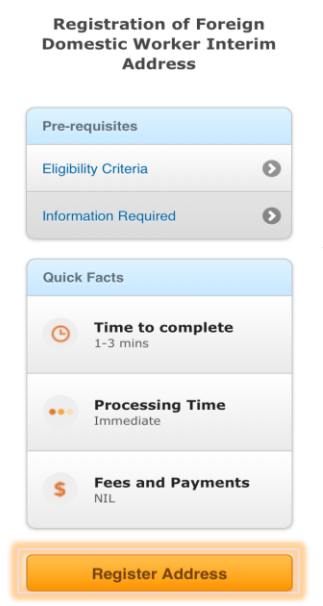 Registration of Foreign
Domestic Worker Interim
Address
Pre-requisites
Eligibility Criteria
Information Required
Quick Facts
Time to complete
1-3 mins
Processing Time
Immediate
Fees and Payments
NIL
Register Address